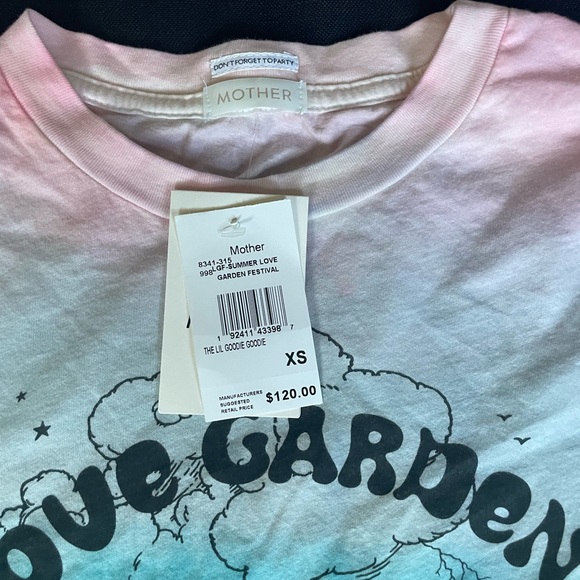 DON'T FORGET TO PARTY
MOTHER
Mother
8341-315
998 LGF-SUMMER LOVE
GARDEN FESTIVAL
1 92411 43398 7
THE LIL GOODIE GOODIE
XS
MANUFACTURERS
SUGGESTED
RETAIL PRICE
$120.00
OVE GARDEN